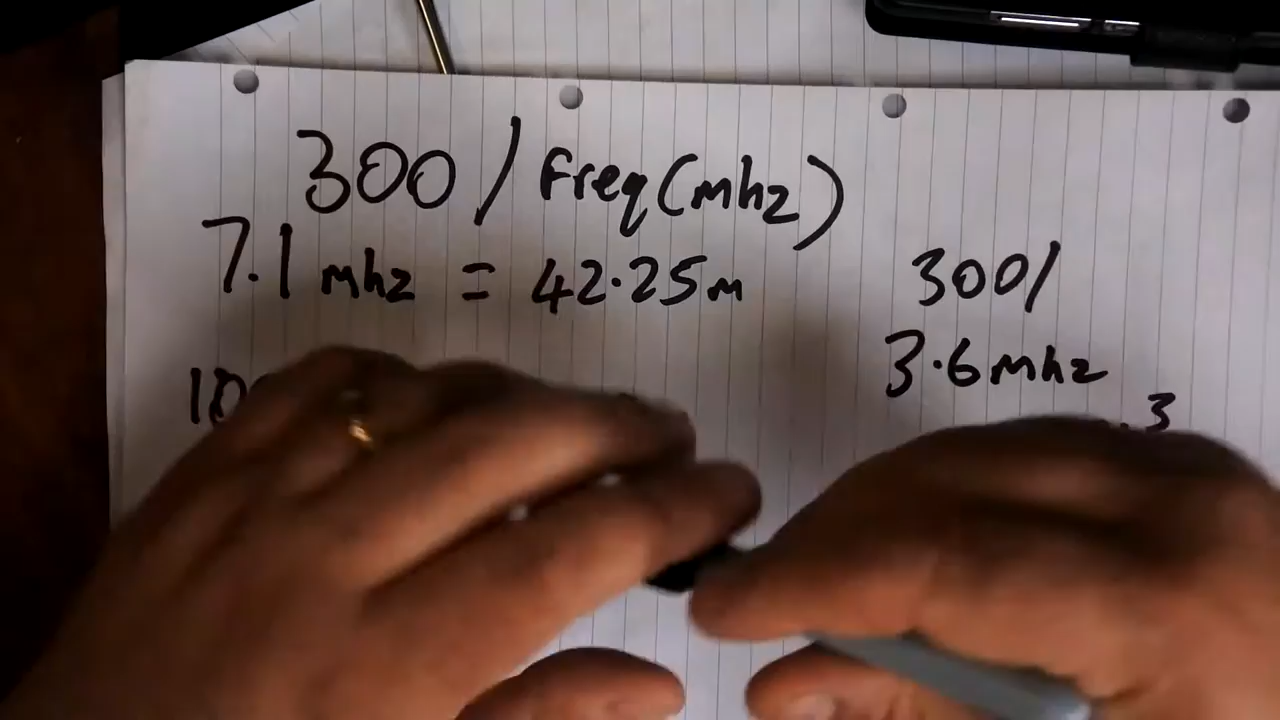 300 / Freq(mhz)
7.1 mhz = 42.25m
300/
3.6mhz